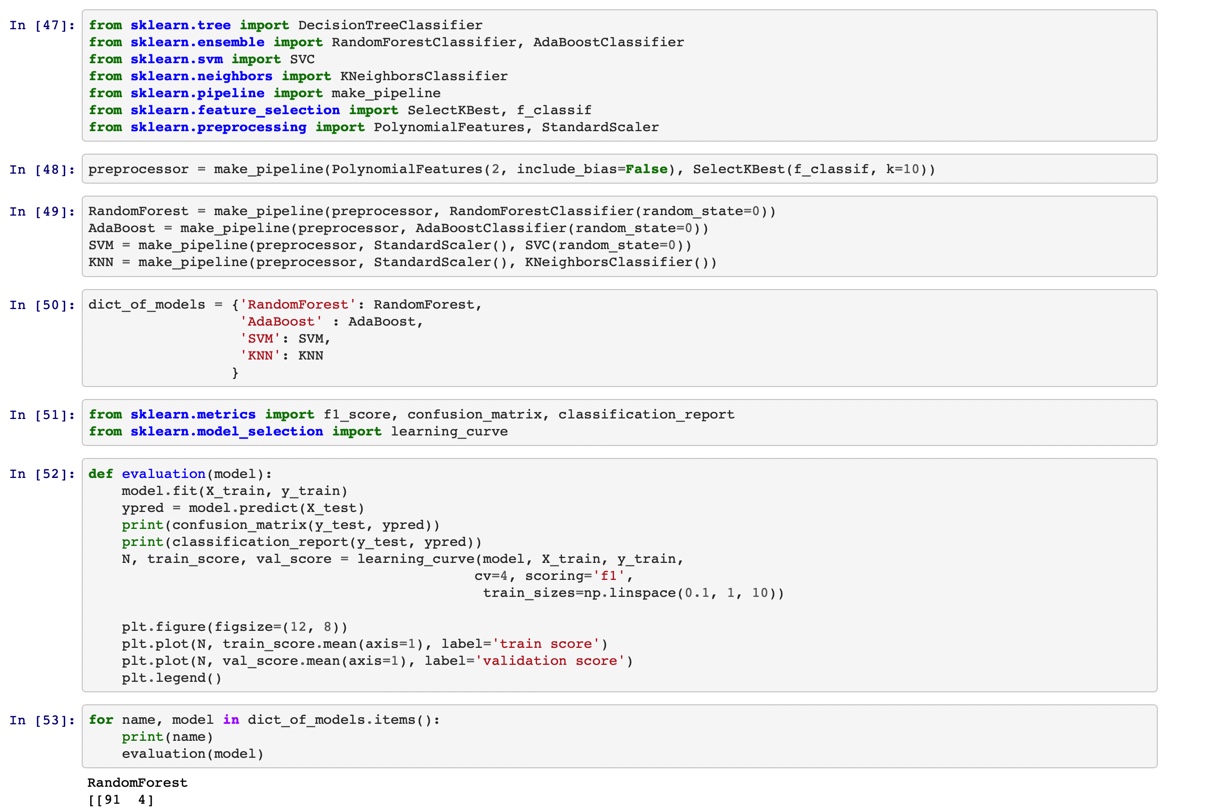 In [47]: from sklearn.tree import DecisionTreeClassifier
from sklearn.ensemble import RandomForestClassifier, AdaBoostClassifier
from sklearn.svm import SVC
from sklearn.neighbors import KNeighborsClassifier
from sklearn.pipeline import make_pipeline
from sklearn.feature_selection import SelectKBest, f_classif
from sklearn.preprocessing import PolynomialFeatures, StandardScaler
In [48]: preprocessor = make_pipeline(PolynomialFeatures(2, include_bias=False), SelectKBest(f_classif, k=10))
In [49]: RandomForest = make_pipeline(preprocessor, RandomForestClassifier(random_state=0))
AdaBoost = make_pipeline(preprocessor, AdaBoostClassifier(random_state=0))
SVM = make_pipeline(preprocessor, StandardScaler(), SVC(random_state=0))
KNN = make_pipeline(preprocessor, StandardScaler(), KNeighborsClassifier())
In [50]: dict_of_models = {'RandomForest': RandomForest,
'AdaBoost' : AdaBoost,
'SVM': SVM,
'KNN': KNN
}
In [51]: from sklearn.metrics import f1_score, confusion_matrix, classification_report
from sklearn.model_selection import learning_curve
In [52]: def evaluation(model):
model.fit(X_train, y_train)
ypred = model.predict(X_test)
print(confusion_matrix(y_test, ypred))
print(classification_report(y_test, ypred))
N, train_score, val_score = learning_curve(model, X_train, y_train,
cv=4, scoring='f1',
train_sizes=np.linspace(0.1, 1, 10))
plt.figure(figsize=(12, 8))
plt.plot(N, train_score.mean(axis=1), label='train score')
plt.plot(N, val_score.mean(axis=1), label='validation score')
plt.legend()
In [53]: for name, model in dict_of_models.items():
print(name)
evaluation(model)
RandomForest
[[91  4]